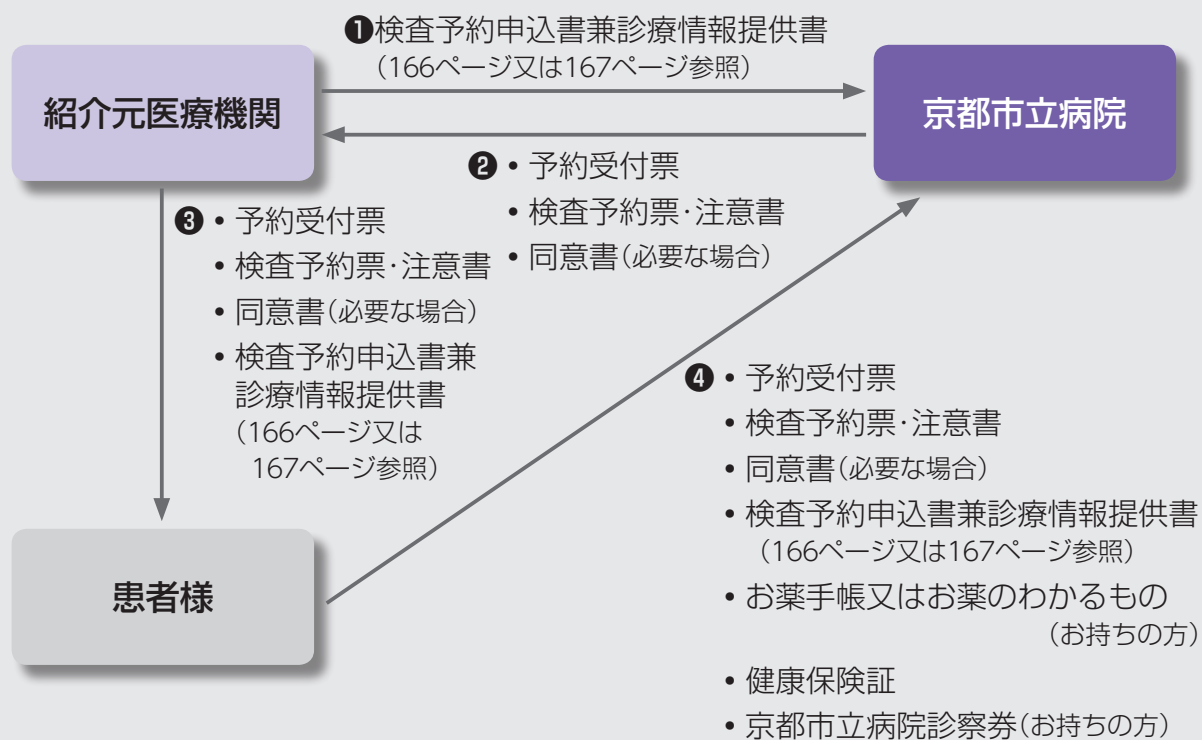 ❶検査予約申込書兼診療情報提供書
（166ページ又は167ページ参照）
紹介元医療機関
京都市立病院
❷ • 予約受付票
• 検査予約票・注意書
• 同意書（必要な場合）
❸ • 予約受付票
• 検査予約票・注意書
• 同意書（必要な場合）
• 検査予約申込書兼
診療情報提供書
（166ページ又は
167ページ参照）
患者様
❹ • 予約受付票
• 検査予約票・注意書
• 同意書（必要な場合）
• 検査予約申込書兼診療情報提供書
（166ページ又は167ページ参照）
• お薬手帳又はお薬のわかるもの
（お持ちの方）
• 健康保険証
• 京都市立病院診察券（お持ちの方）